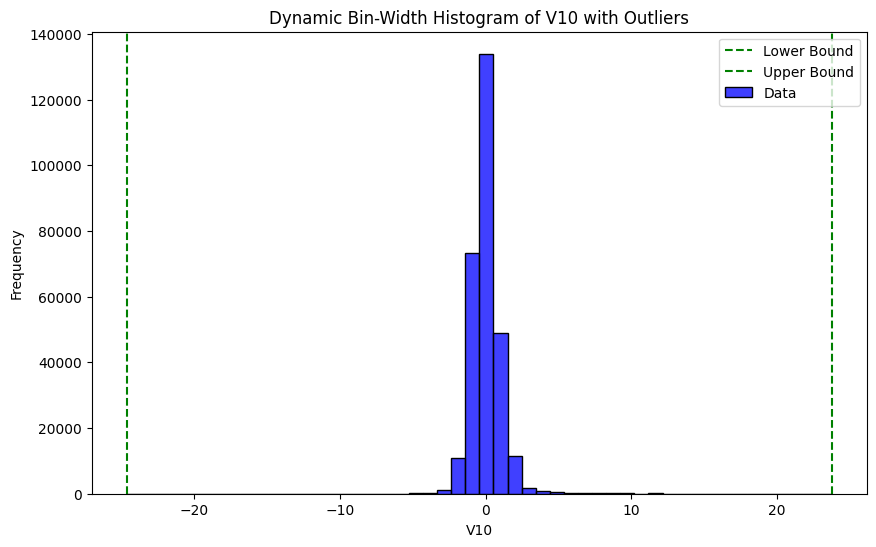 Dynamic Bin-Width Histogram of V10 with Outliers
140000
120000
100000
80000
60000
40000
20000
0
Frequency
Lower Bound
Upper Bound
Data
−20
−10
0
10
20
V10